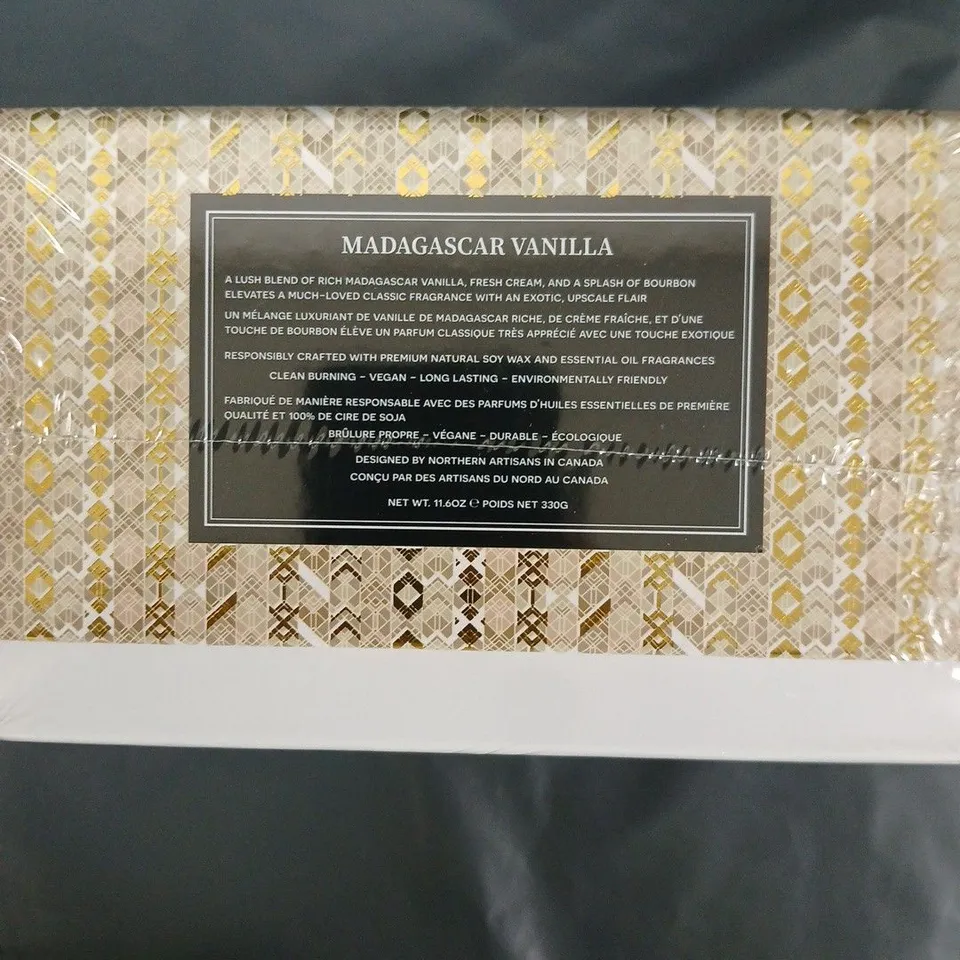 MADAGASCAR VANILLA
A LUSH BLEND OF RICH MADAGASCAR VANILLA, FRESH CREAM, AND A SPLASH OF BOURBON
ELEVATES A MUCH-LOVED CLASSIC FRAGRANCE WITH AN EXOTIC, UPSCALE FLAIR
UN MÉLANGE LUXURIANT DE VANILLE DE MADAGASCAR RICHE, DE CRÈME FRAÎCHE, ET D'UNE
TOUCHE DE BOURBON ÉLÈVE UN PARFUM CLASSIQUE TRÈS APPRÉCIÉ AVEC UNE TOUCHE EXOTIQUE
RESPONSIBLY CRAFTED WITH PREMIUM NATURAL SOY WAX AND ESSENTIAL OIL FRAGRANCES
CLEAN BURNING - VEGAN - LONG LASTING - ENVIRONMENTALLY FRIENDLY
FABRIQUÉ DE MANIÈRE RESPONSABLE AVEC DES PARFUMS D'HUILES ESSENTIELLES DE PREMIÈRE
QUALITÉ ET 100% DE CIRE DE SOJA
BRÛLURE PROPRE - VÉGANE - DURABLE - ÉCOLOGIQUE
DESIGNED BY NORTHERN ARTISANS IN CANADA
CONÇU PAR DES ARTISANS DU NORD AU CANADA
NET WT. 11.6OZ ℮ POIDS NET 330G